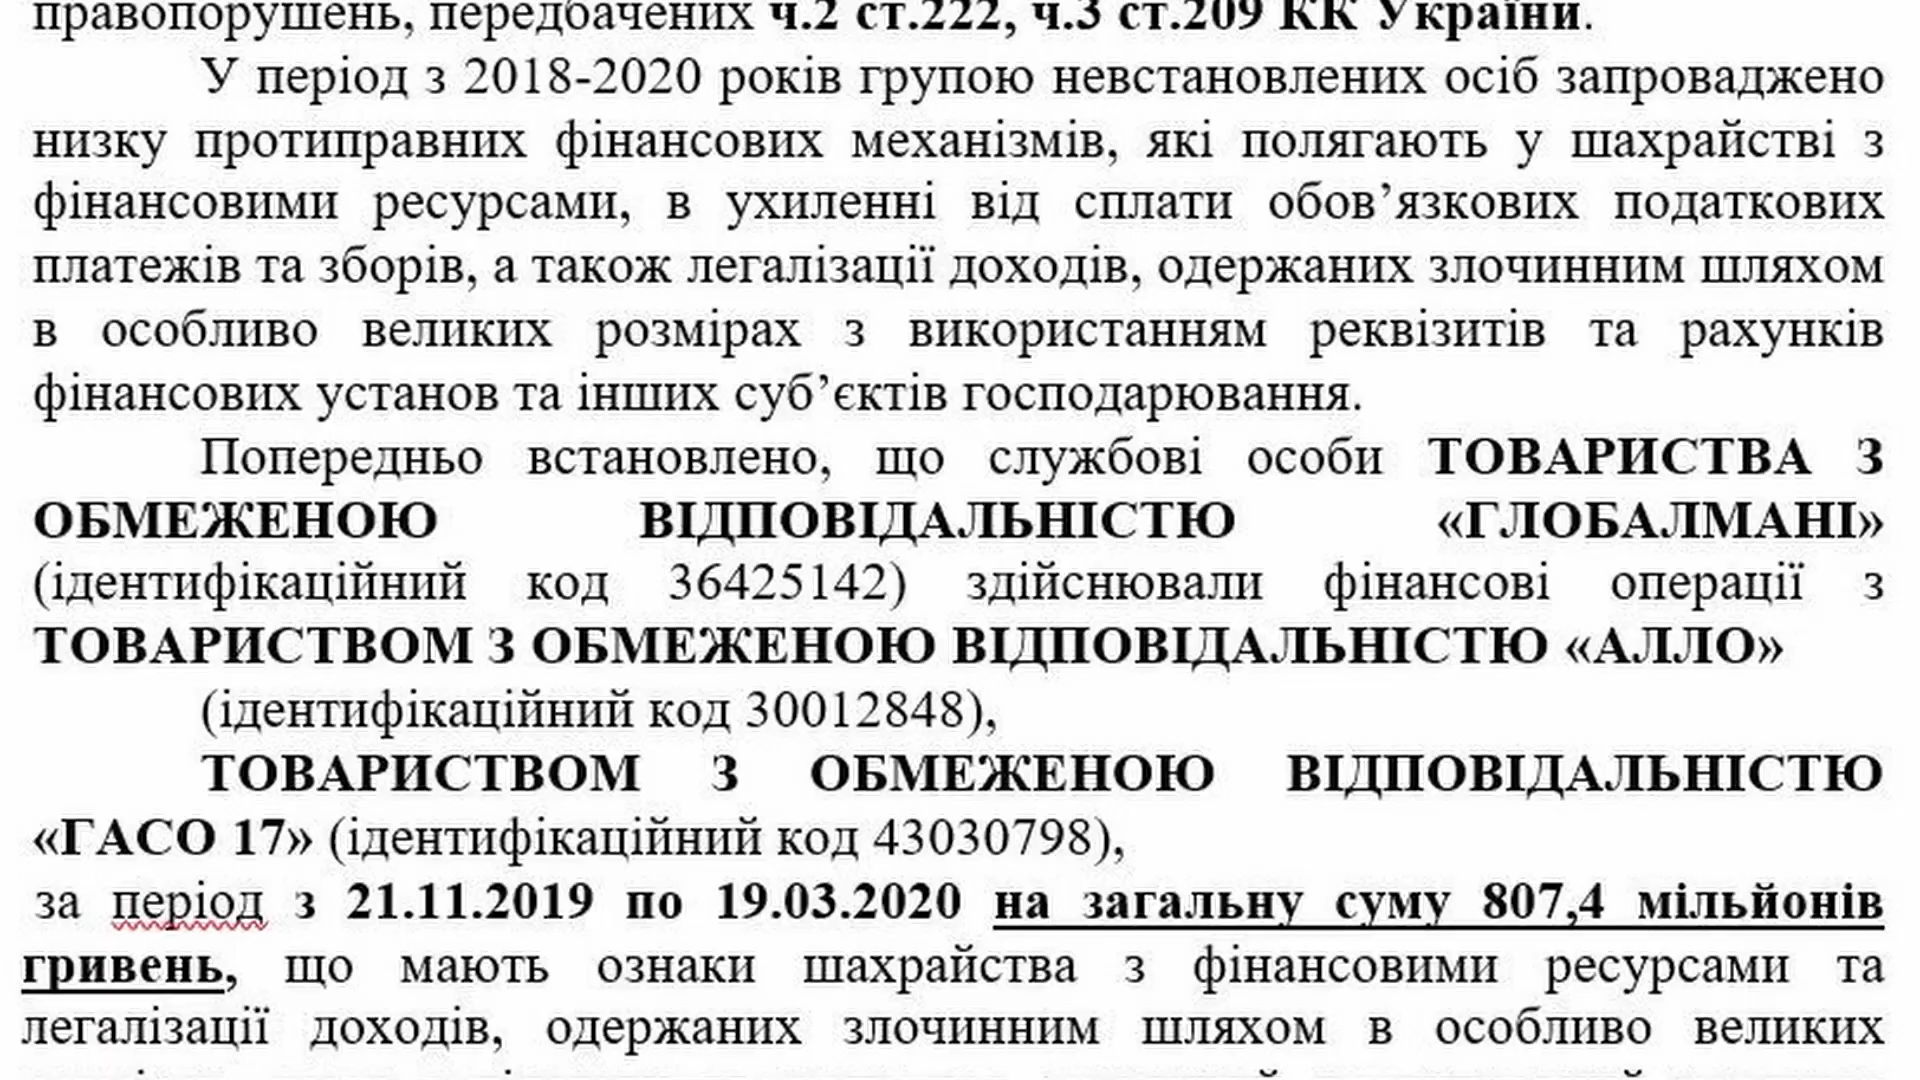 правопорушень, передбачених ч.2 ст.222, ч.3 ст.209 КК України.
У період з 2018-2020 років групою невстановлених осіб запроваджено
низку протиправних фінансових механізмів, які полягають у шахрайстві з
фінансовими ресурсами, в ухиленні від сплати обов’язкових податкових
платежів та зборів, а також легалізації доходів, одержаних злочинним шляхом
в особливо великих розмірах з використанням реквізитів та рахунків
фінансових установ та інших суб’єктів господарювання.
Попередньо встановлено, що службові особи ТОВАРИСТВА З
ОБМЕЖЕНОЮ ВІДПОВІДАЛЬНІСТЮ «ГЛОБАЛМАНІ»
(ідентифікаційний код 36425142) здійснювали фінансові операції з
ТОВАРИСТВОМ З ОБМЕЖЕНОЮ ВІДПОВІДАЛЬНІСТЮ «АЛЛО»
(ідентифікаційний код 30012848),
ТОВАРИСТВОМ З ОБМЕЖЕНОЮ ВІДПОВІДАЛЬНІСТЮ
«ГАСО 17» (ідентифікаційний код 43030798),
за період з 21.11.2019 по 19.03.2020 на загальну суму 807,4 мільйонів
гривень, що мають ознаки шахрайства з фінансовими ресурсами та
легалізації доходів, одержаних злочинним шляхом в особливо великих